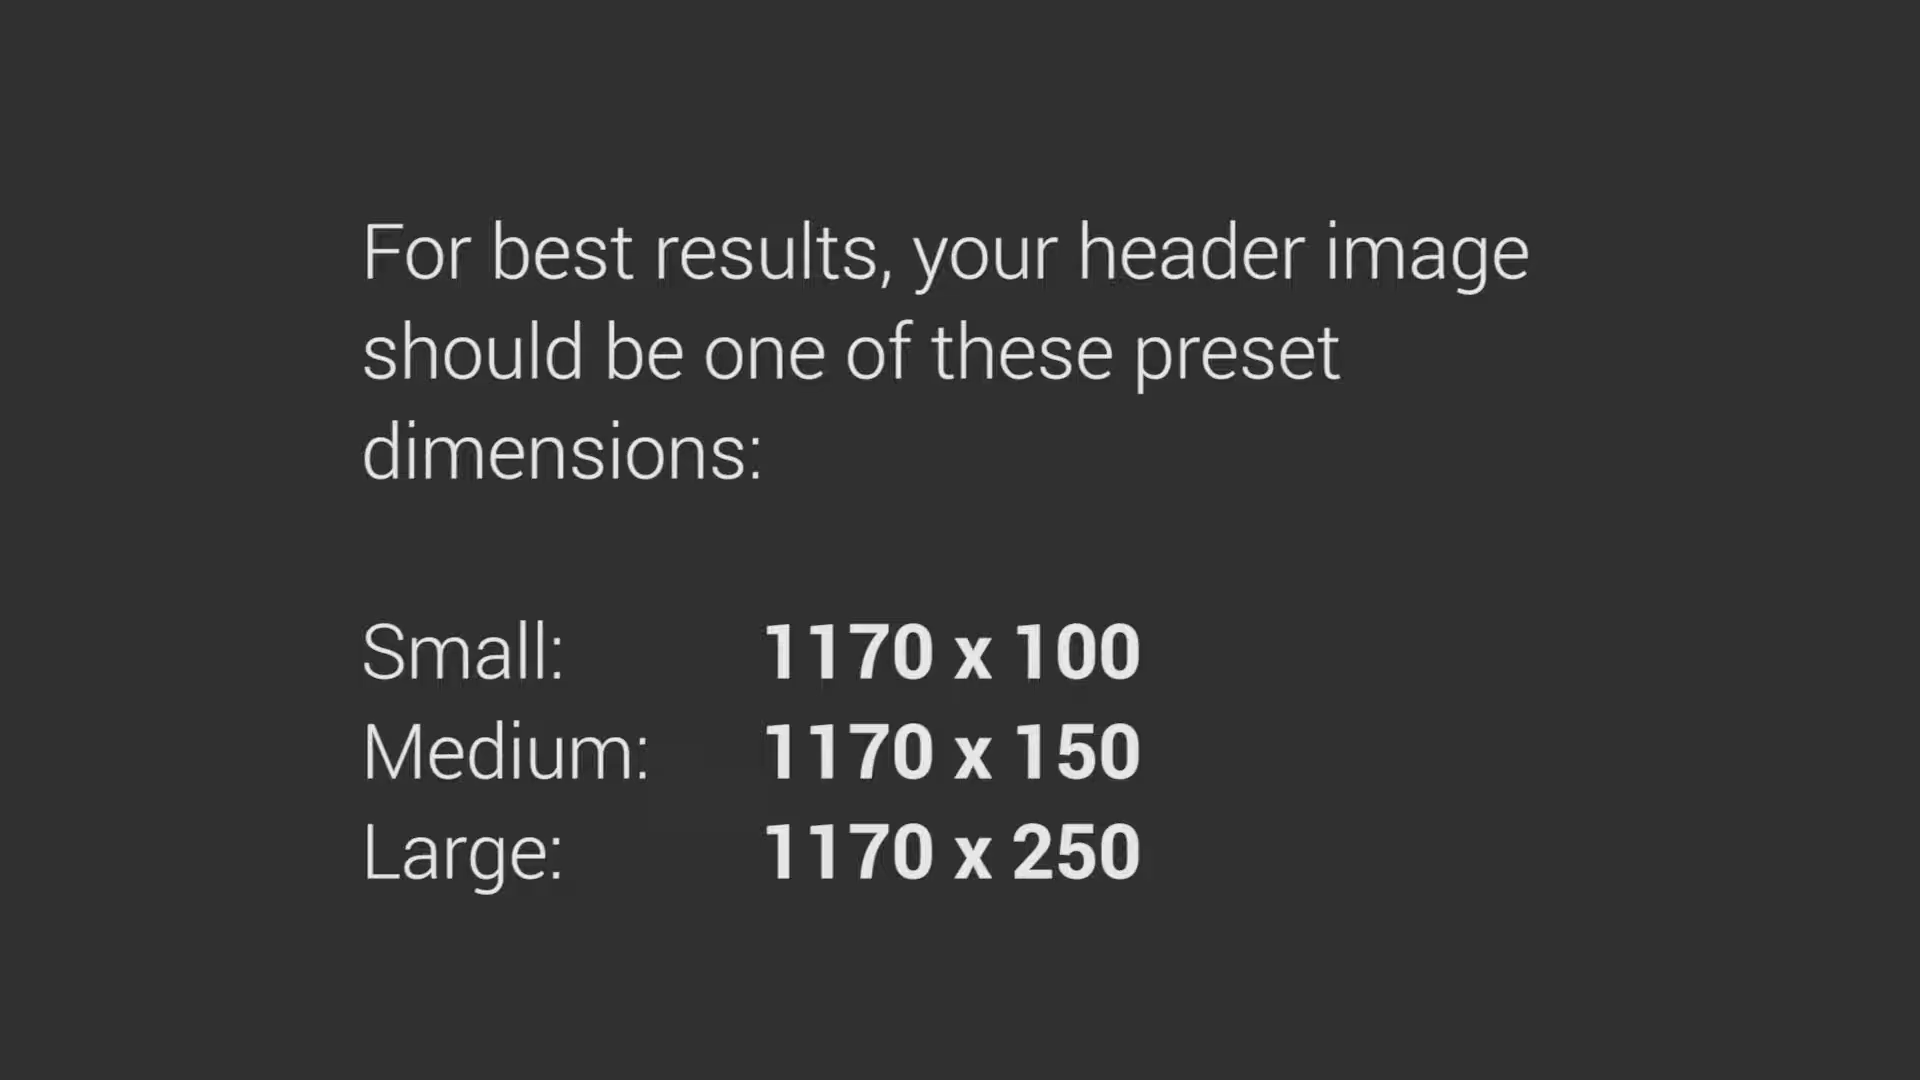 For best results, your header image
should be one of these preset
dimensions:
Small: 1170 x 100
Medium: 1170 x 150
Large: 1170 x 250